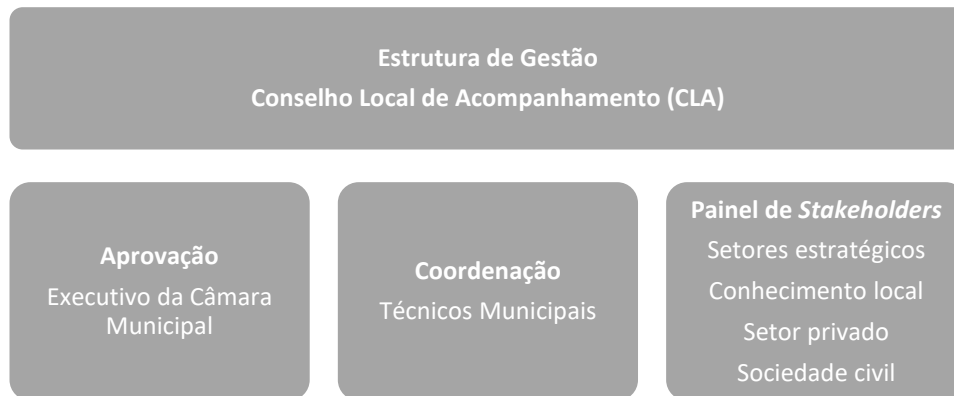 Estrutura de Gestão
Conselho Local de Acompanhamento (CLA)
Aprovação
Executivo da Câmara
Municipal
Coordenação
Técnicos Municipais
Painel de Stakeholders
Setores estratégicos
Conhecimento local
Setor privado
Sociedade civil